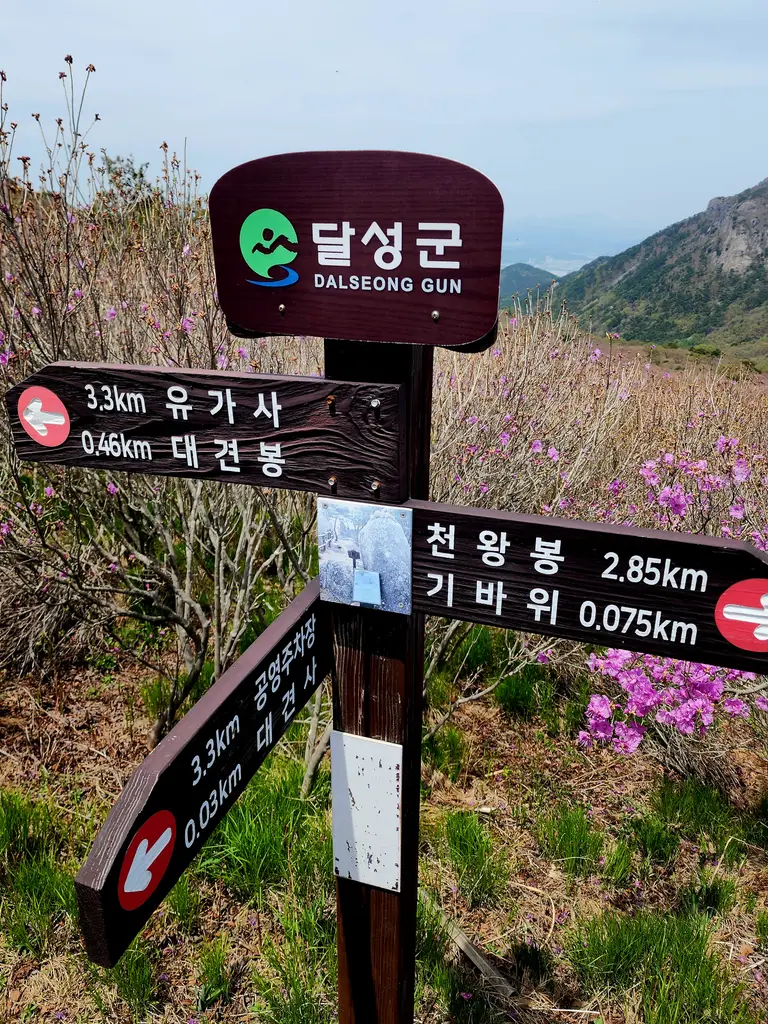 달성군
DALSEONG GUN
3.3km 유가사
0.46km 대견봉
천왕봉 2.85km
기바위 0.075km
3.3km 공영주차장
0.03km 대견사